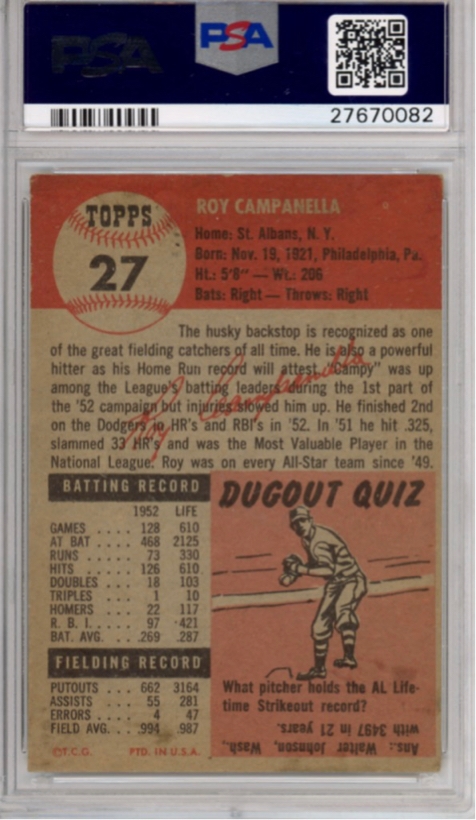 PSA
PSA
27670082
TOPPS
27
ROY CAMPANELLA
Home: St. Albans, N. Y.
Born: Nov. 19, 1921, Philadelphia, Pa.
Ht.: 5'8" — Wt.: 206
Bats: Right — Throws: Right
The husky backstop is recognized as one
of the great fielding catchers of all time. He is also a powerful
hitter as his Home Run record will attest. "Campy" was up
among the League's batting leaders during the 1st part of
the '52 campaign but injuries slowed him up. He finished 2nd
on the Dodgers in HR's and RBI's in '52. In '51 he hit .325,
slammed 33 HR's and was the Most Valuable Player in the
National League. Roy was on every All-Star team since '49.
Roy Campanella
BATTING RECORD
1952 LIFE
GAMES .... 128 610
AT BAT .... 468 2125
RUNS ..... 73 330
HITS ..... 126 610
DOUBLES ... 18 103
TRIPLES ... 1 10
HOMERS ... 22 117
R. B. I. .... 97 421
BAT. AVG. ... .269 .287
FIELDING RECORD
PUTOUTS ... 662 3164
ASSISTS ... 55 281
ERRORS .... 4 47
FIELD AVG. ... .994 .987
©T.C.G. PTD. IN U.S.A.
DUGOUT QUIZ
What pitcher holds the AL Life-
time Strikeout record?
Ans.: Walter Johnson, Wash.,
with 3497 in 21 years.